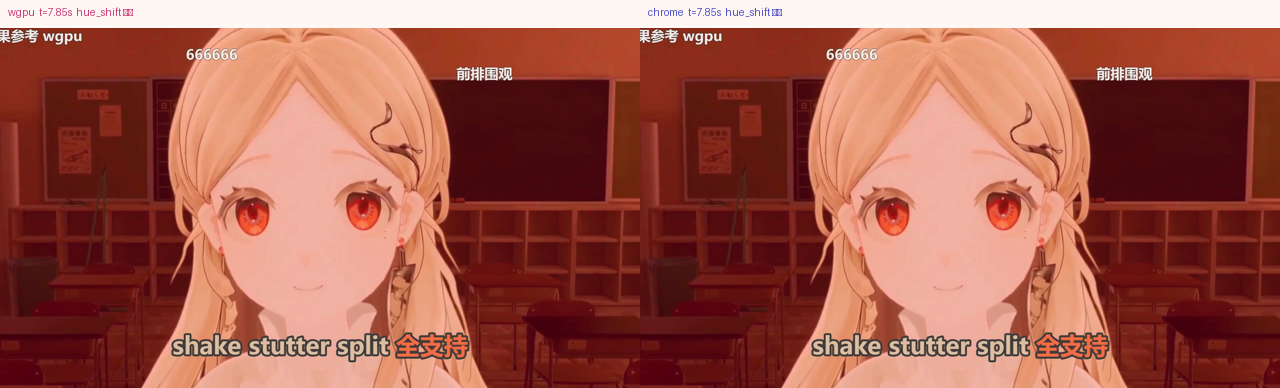 wgpu t=7.85s hue_shift
chrome t=7.85s hue_shift
果参考 wgpu
666666
前排围观
shake stutter split 全支持
果参考 wgpu
666666
前排围观
shake stutter split 全支持